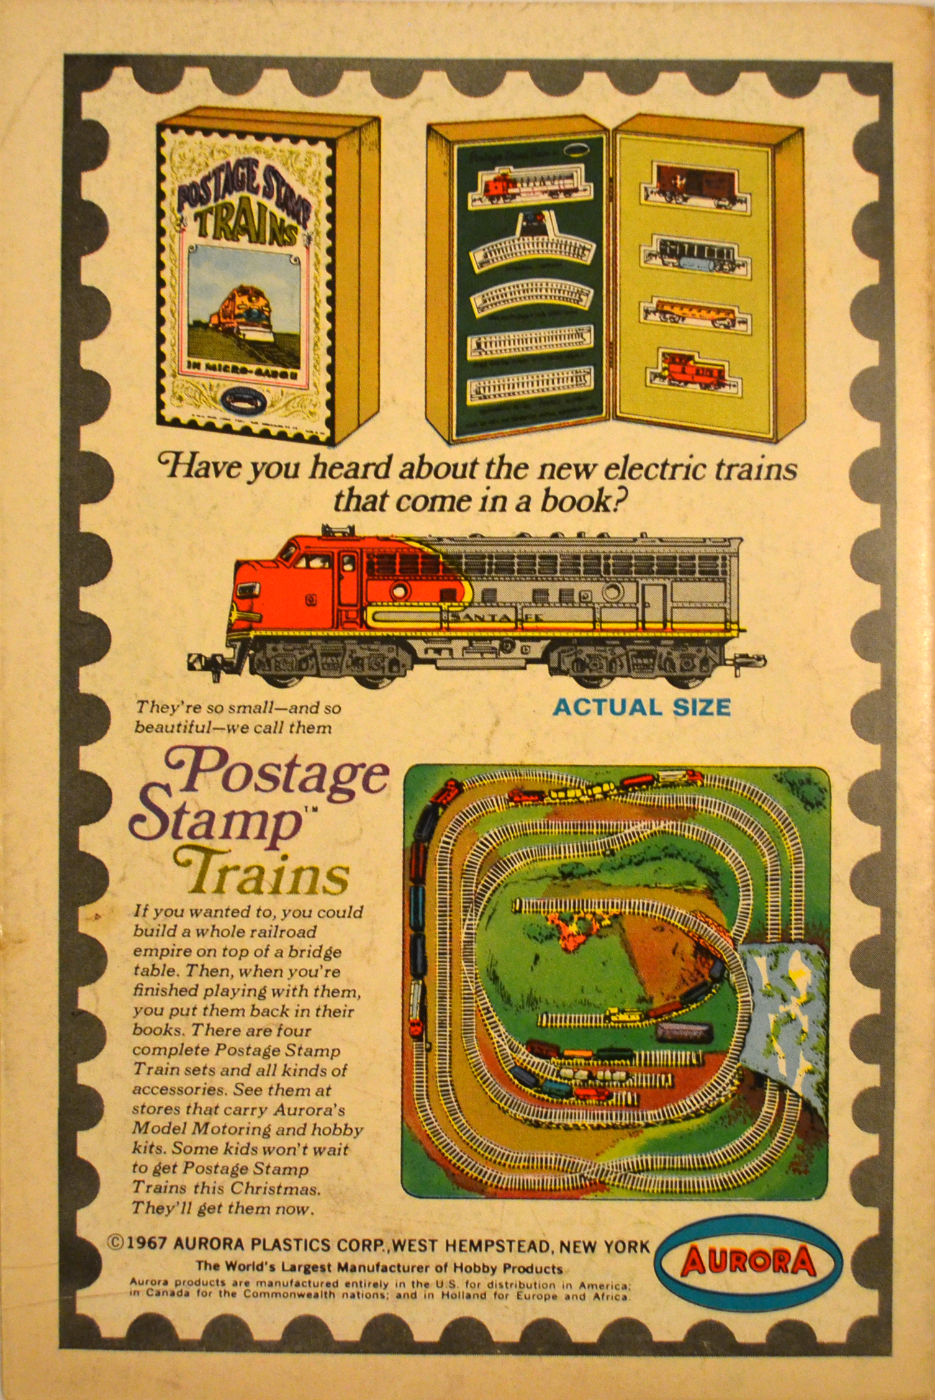 POSTAGE STAMP
TRAINS
IN MICRO-GAUGE
Have you heard about the new electric trains
that come in a book?
SANTA FE
They're so small—and so
beautiful—we call them
ACTUAL SIZE
Postage
Stamp™
Trains
If you wanted to, you could
build a whole railroad
empire on top of a bridge
table. Then, when you're
finished playing with them,
you put them back in their
books. There are four
complete Postage Stamp
Train sets and all kinds of
accessories. See them at
stores that carry Aurora's
Model Motoring and hobby
kits. Some kids won't wait
to get Postage Stamp
Trains this Christmas.
They'll get them now.
©1967 AURORA PLASTICS CORP., WEST HEMPSTEAD, NEW YORK
The World's Largest Manufacturer of Hobby Products
Aurora products are manufactured entirely in the U.S. for distribution in America;
in Canada for the Commonwealth nations; and in Holland for Europe and Africa.
AURORA